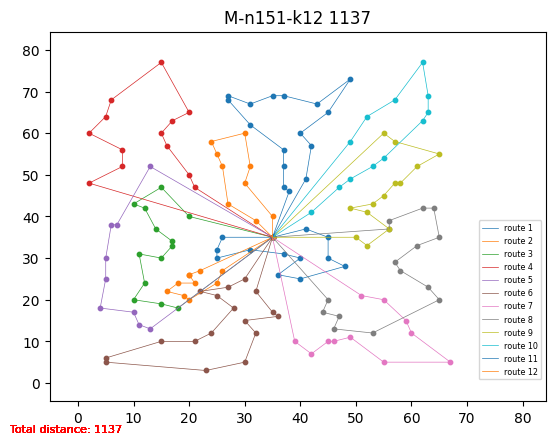 M-n151-k12 1137
80
70
60
50
40
30
20
10
0
0 10 20 30 40 50 60 70 80
route 1
route 2
route 3
route 4
route 5
route 6
route 7
route 8
route 9
route 10
route 11
route 12
Total distance: 1137